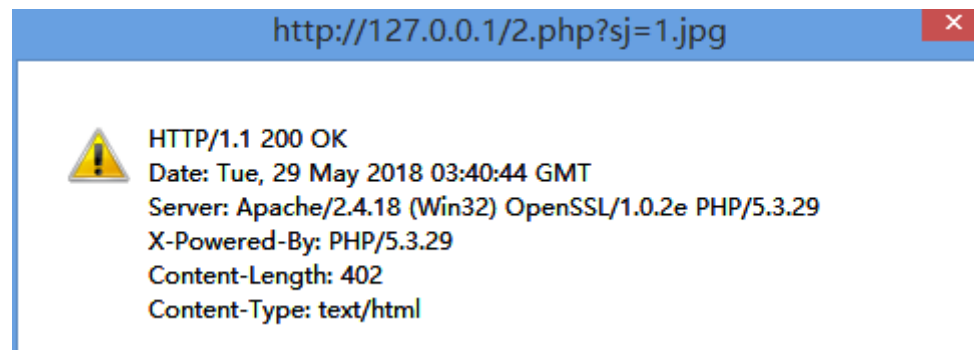 http://127.0.0.1/2.php?sj=1.jpg
HTTP/1.1 200 OK
Date: Tue, 29 May 2018 03:40:44 GMT
Server: Apache/2.4.18 (Win32) OpenSSL/1.0.2e PHP/5.3.29
X-Powered-By: PHP/5.3.29
Content-Length: 402
Content-Type: text/html